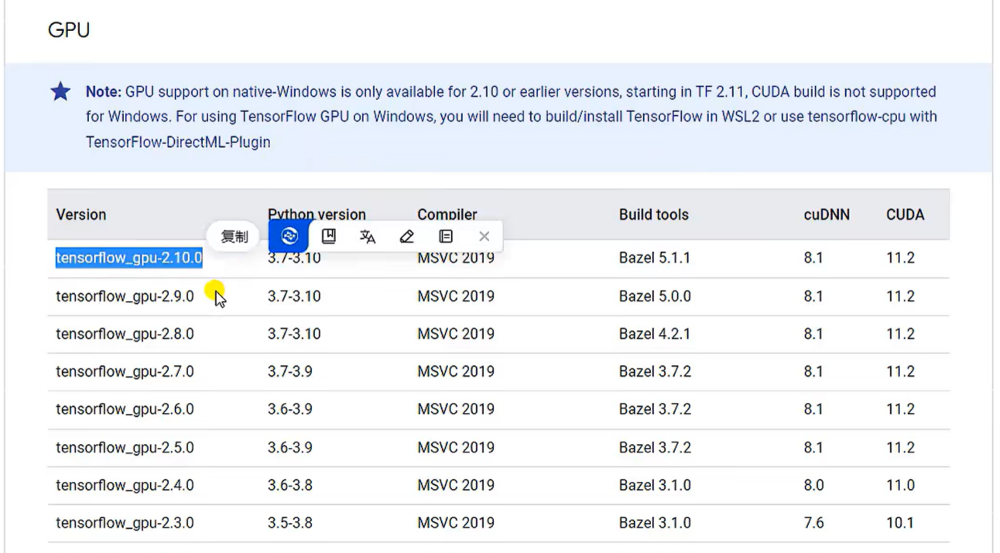 GPU
Note: GPU support on native-Windows is only available for 2.10 or earlier versions, starting in TF 2.11, CUDA build is not supported
for Windows. For using TensorFlow GPU on Windows, you will need to build/install TensorFlow in WSL2 or use tensorflow-cpu with
TensorFlow-DirectML-Plugin
Version Python version Compiler Build tools cuDNN CUDA
复制
tensorflow_gpu-2.10.0 3.7-3.10 MSVC 2019 Bazel 5.1.1 8.1 11.2
tensorflow_gpu-2.9.0 3.7-3.10 MSVC 2019 Bazel 5.0.0 8.1 11.2
tensorflow_gpu-2.8.0 3.7-3.10 MSVC 2019 Bazel 4.2.1 8.1 11.2
tensorflow_gpu-2.7.0 3.7-3.9 MSVC 2019 Bazel 3.7.2 8.1 11.2
tensorflow_gpu-2.6.0 3.6-3.9 MSVC 2019 Bazel 3.7.2 8.1 11.2
tensorflow_gpu-2.5.0 3.6-3.9 MSVC 2019 Bazel 3.7.2 8.1 11.2
tensorflow_gpu-2.4.0 3.6-3.8 MSVC 2019 Bazel 3.1.0 8.0 11.0
tensorflow_gpu-2.3.0 3.5-3.8 MSVC 2019 Bazel 3.1.0 7.6 10.1